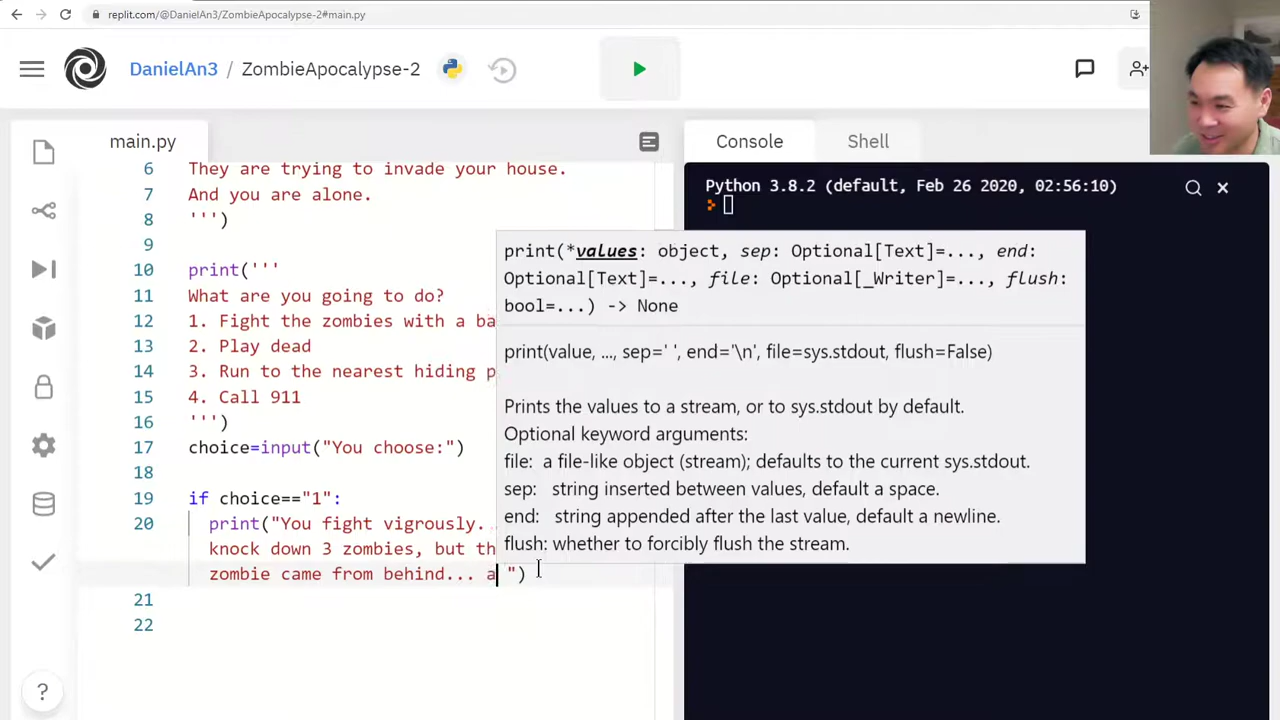 replit.com/@DanielAn3/ZombieApocalypse-2#main.py
DanielAn3 / ZombieApocalypse-2
main.py
Console
Shell
6 They are trying to invade your house.
7 And you are alone.
8 ''')
9
10 print('''
11 What are you going to do?
12 1. Fight the zombies with a ba
13 2. Play dead
14 3. Run to the nearest hiding p
15 4. Call 911
16 ''')
17 choice=input("You choose:")
18
19 if choice=="1":
20 print("You fight vigrously.
knock down 3 zombies, but th
zombie came from behind... a ")
21
22
print(*values: object, sep: Optional[Text]=..., end:
Optional[Text]=..., file: Optional[_Writer]=..., flush:
bool=...) -> None
print(value, ..., sep=' ', end='\n', file=sys.stdout, flush=False)
Prints the values to a stream, or to sys.stdout by default.
Optional keyword arguments:
file: a file-like object (stream); defaults to the current sys.stdout.
sep: string inserted between values, default a space.
end: string appended after the last value, default a newline.
flush: whether to forcibly flush the stream.
Python 3.8.2 (default, Feb 26 2020, 02:56:10)
?